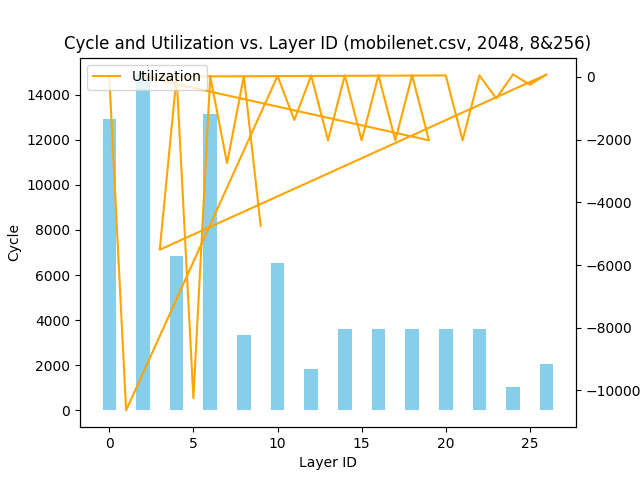 Cycle and Utilization vs. Layer ID (mobilenet.csv, 2048, 8&256)
Utilization
14000
12000
10000
8000
6000
4000
2000
0
Cycle
0
−2000
−4000
−6000
−8000
−10000
0 5 10 15 20 25
Layer ID